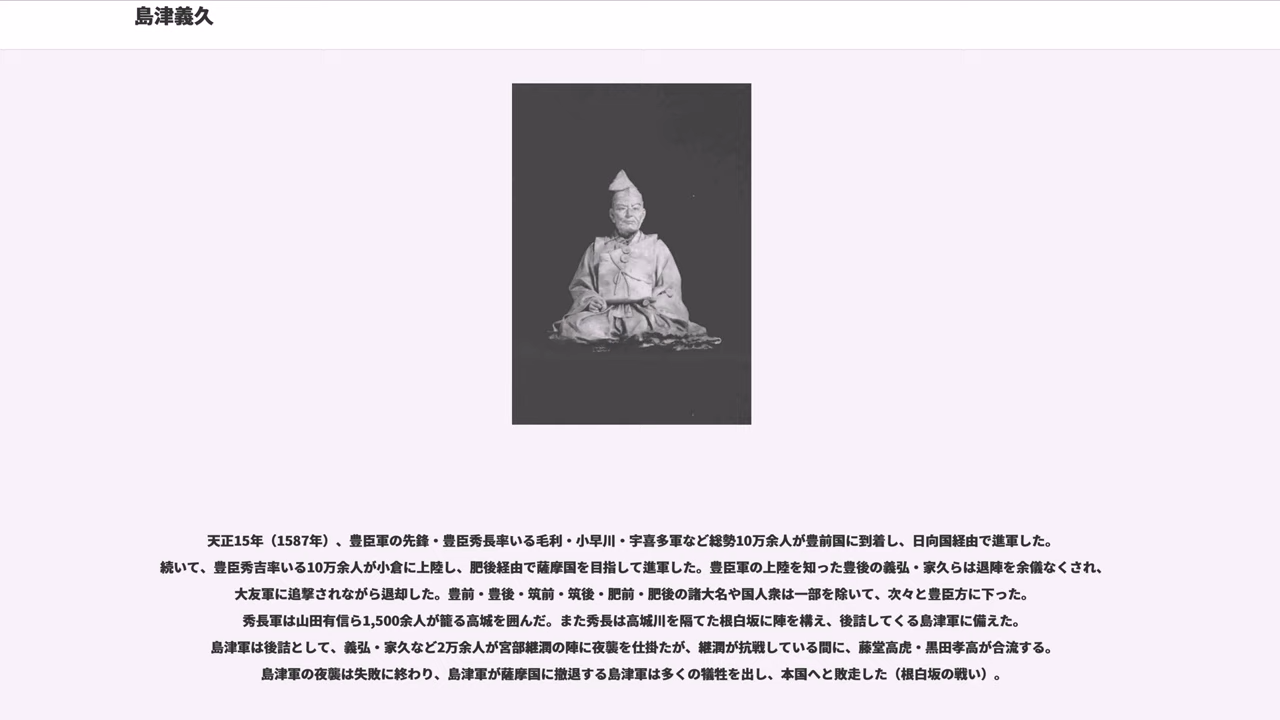 島津義久
天正15年（1587年）、豊臣軍の先鋒・豊臣秀長率いる毛利・小早川・宇喜多軍など総勢10万余人が豊前国に到着し、日向国経由で進軍した。
続いて、豊臣秀吉率いる10万余人が小倉に上陸し、肥後経由で薩摩国を目指して進軍した。豊臣軍の上陸を知った豊後の義弘・家久らは退陣を余儀なくされ、
大友軍に追撃されながら退却した。豊前・豊後・筑前・筑後・肥前・肥後の諸大名や国人衆は一部を除いて、次々と豊臣方に下った。
秀長軍は山田有信ら1,500余人が籠る高城を囲んだ。また秀長は高城川を隔てた根白坂に陣を構え、後詰してくる島津軍に備えた。
島津軍は後詰として、義弘・家久など2万余人が宮部継潤の陣に夜襲を仕掛たが、継潤が抗戦している間に、藤堂高虎・黒田孝高が合流する。
島津軍の夜襲は失敗に終わり、島津軍が薩摩国に撤退する島津軍は多くの犠牲を出し、本国へと敗走した（根白坂の戦い）。